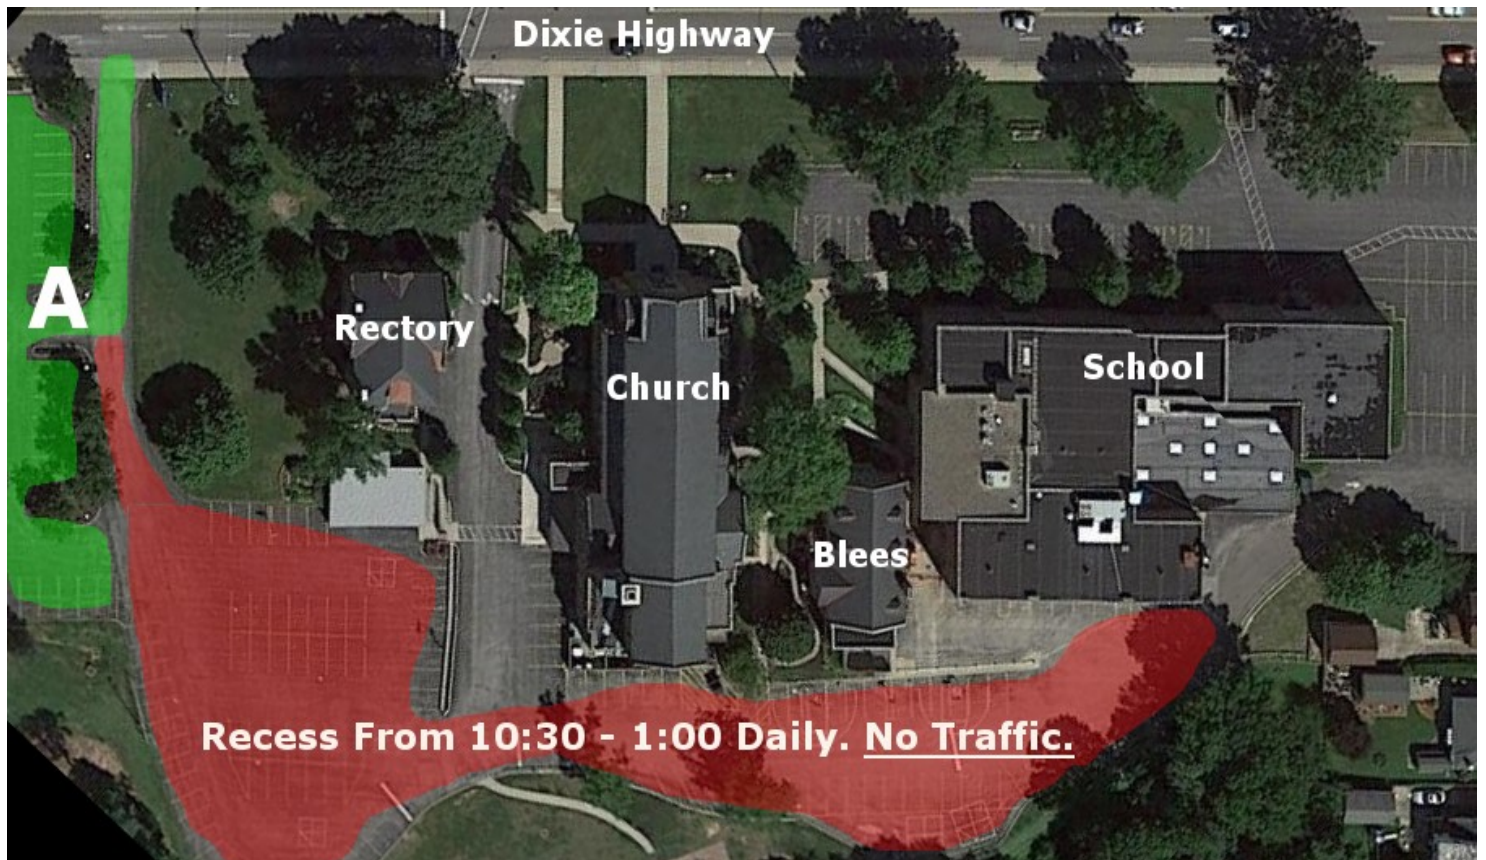 Dixie Highway
A
Rectory
Church
School
Blees
Recess From 10:30 - 1:00 Daily. No Traffic.